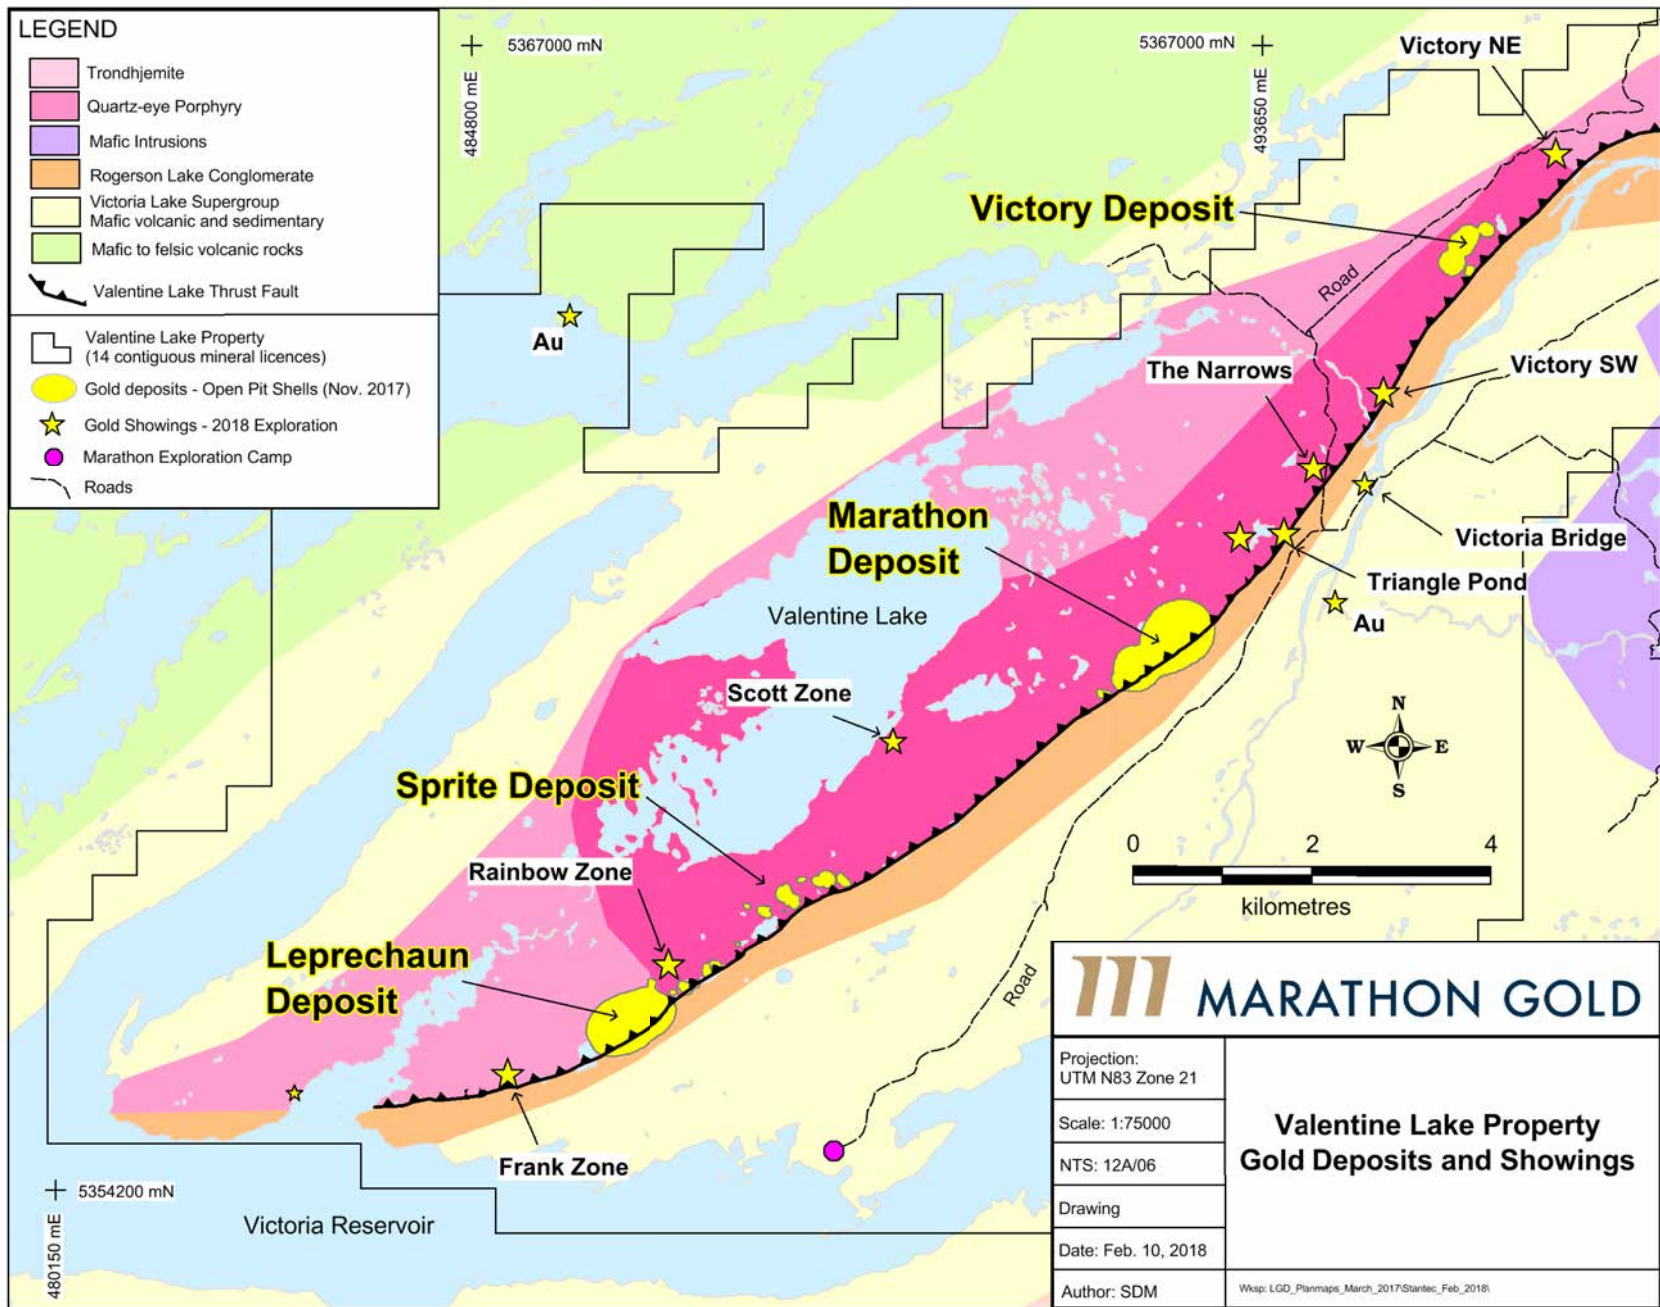 LEGEND
Trondhjemite
Quartz-eye Porphyry
Mafic Intrusions
Rogerson Lake Conglomerate
Victoria Lake Supergroup
Mafic volcanic and sedimentary
Mafic to felsic volcanic rocks
Valentine Lake Thrust Fault
Valentine Lake Property
(14 contiguous mineral licences)
Gold deposits - Open Pit Shells (Nov. 2017)
Gold Showings - 2018 Exploration
Marathon Exploration Camp
Roads
5367000 mN
484800 mE
5367000 mN
493650 mE
Victory NE
Victory Deposit
Road
Au
The Narrows
Victory SW
Marathon
Deposit
Victoria Bridge
Triangle Pond
Au
Valentine Lake
Scott Zone
N
W
E
S
Sprite Deposit
Rainbow Zone
0
2
4
kilometres
Leprechaun
Deposit
Road
Frank Zone
5354200 mN
480150 mE
Victoria Reservoir
MARATHON GOLD
Projection:
UTM N83 Zone 21
Scale: 1:75000
NTS: 12A/06
Drawing
Date: Feb. 10, 2018
Author: SDM
Valentine Lake Property
Gold Deposits and Showings
Wksp: LGD_Planmaps_March_2017\Stantec_Feb_2018\